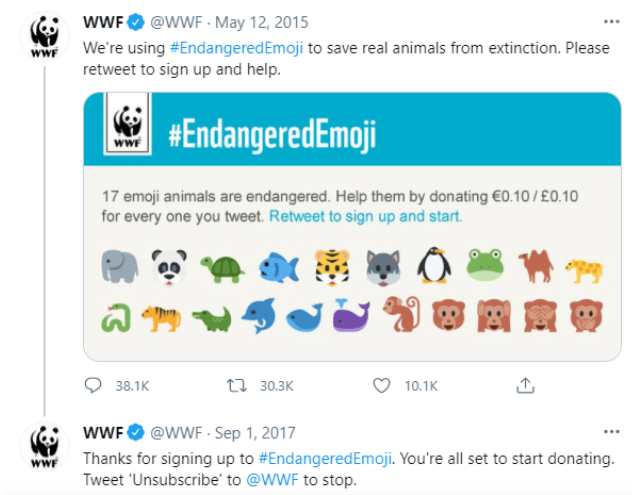 WWF @WWF · May 12, 2015
We're using #EndangeredEmoji to save real animals from extinction. Please
retweet to sign up and help.
WWF
#EndangeredEmoji
WWF
17 emoji animals are endangered. Help them by donating €0.10 / £0.10
for every one you tweet. Retweet to sign up and start.
38.1K 30.3K 10.1K
WWF @WWF · Sep 1, 2017
Thanks for signing up to #EndangeredEmoji. You're all set to start donating.
Tweet 'Unsubscribe' to @WWF to stop.
WWF